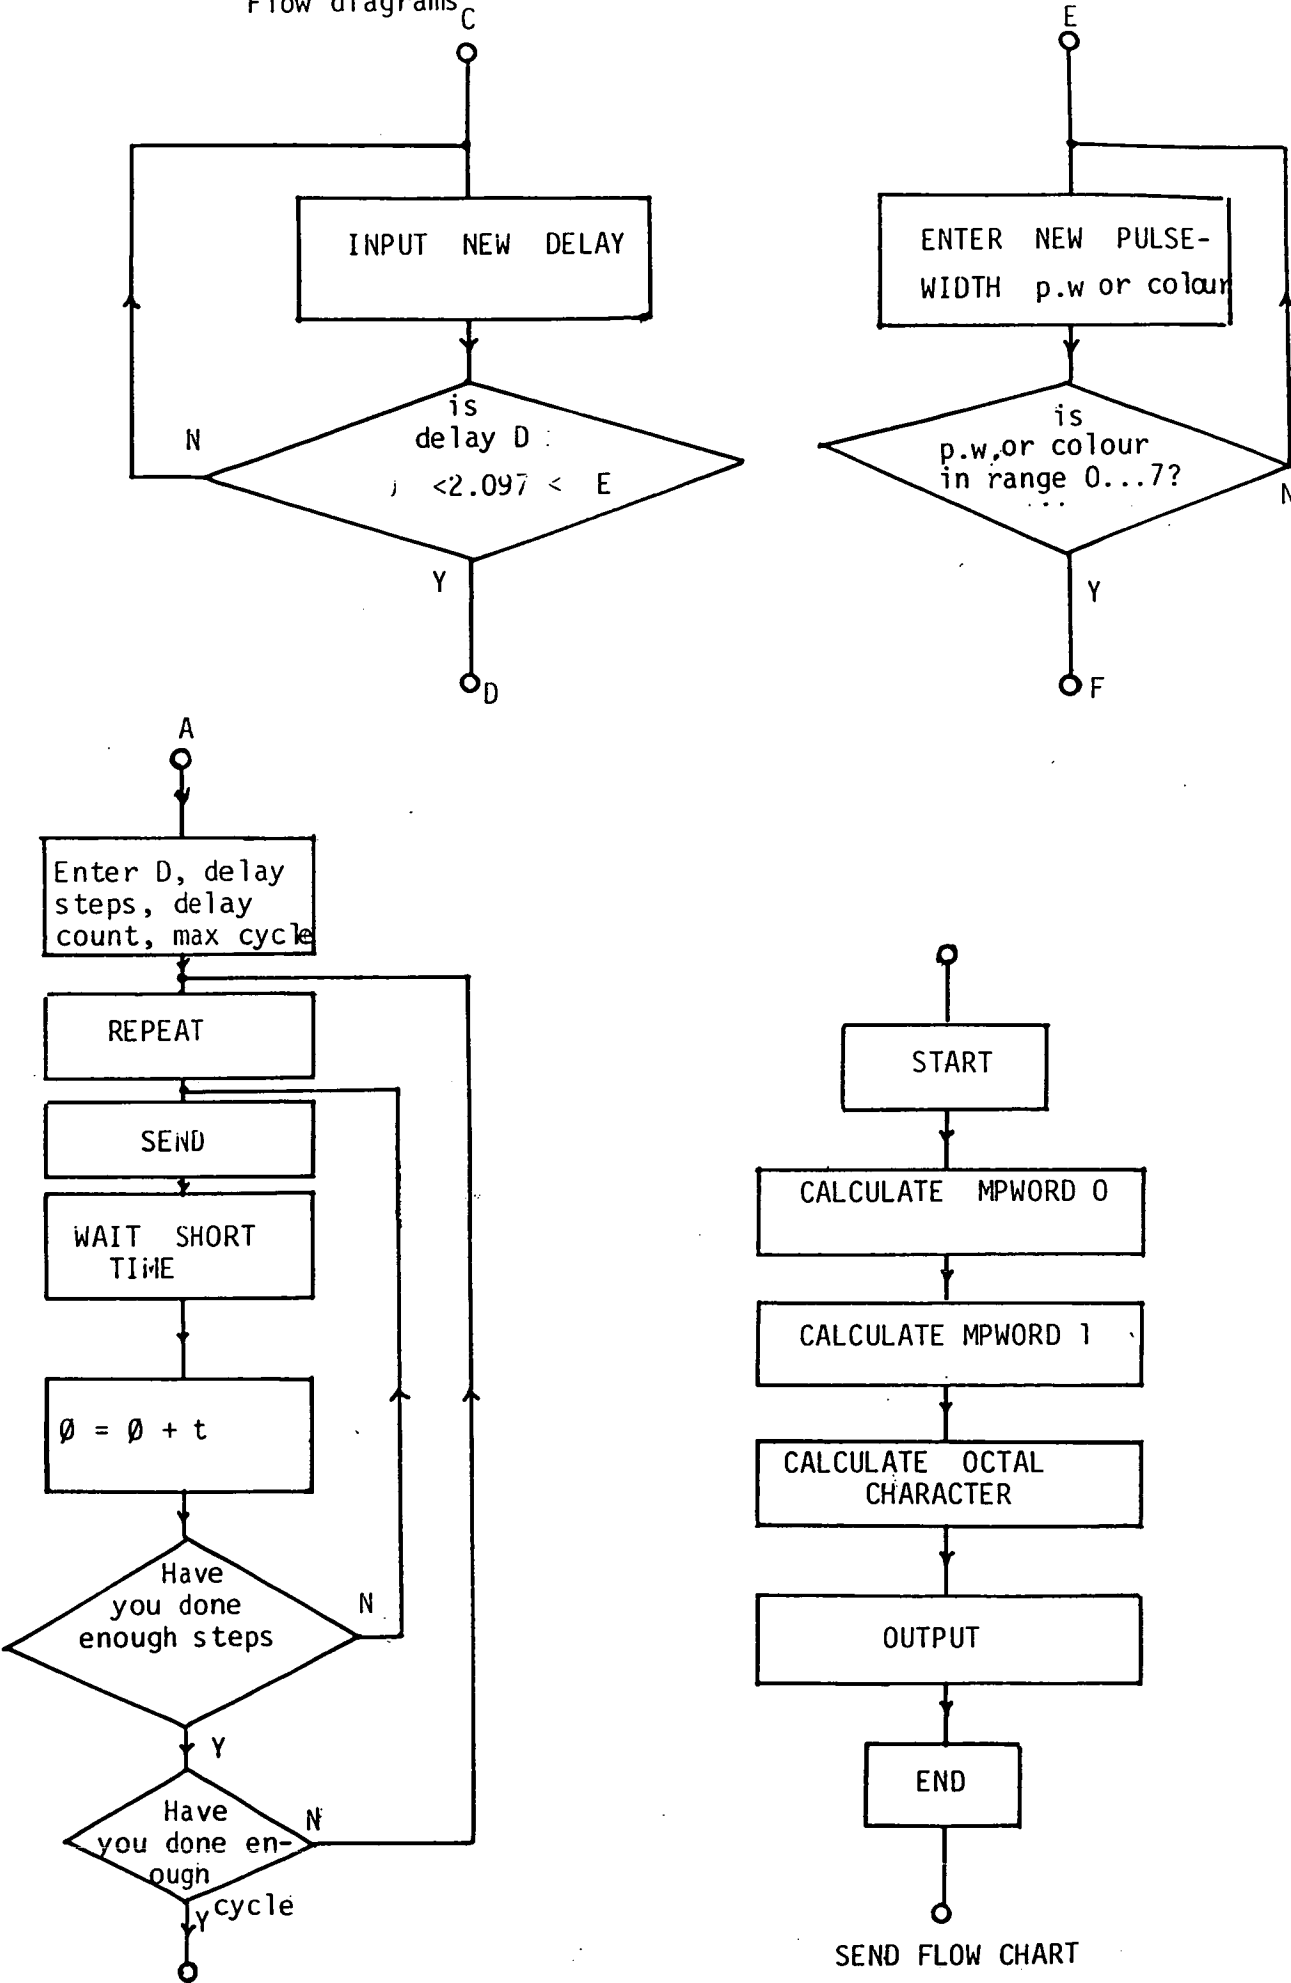 Flow diagrams
C
INPUT NEW DELAY
is
delay D :
<2.097 < E
N
Y
D
E
ENTER NEW PULSE-
WIDTH p.w or colour
is
p.w, or colour
in range 0...7?
...
N
Y
F
A
Enter D, delay
steps, delay
count, max cycle
REPEAT
SEND
WAIT SHORT
TIME
Ø = Ø + t
Have
you done
enough steps
N
Y
Have
you done en-
ough
cycle
N
Y
START
CALCULATE MPWORD 0
CALCULATE MPWORD 1
CALCULATE OCTAL
CHARACTER
OUTPUT
END
SEND FLOW CHART